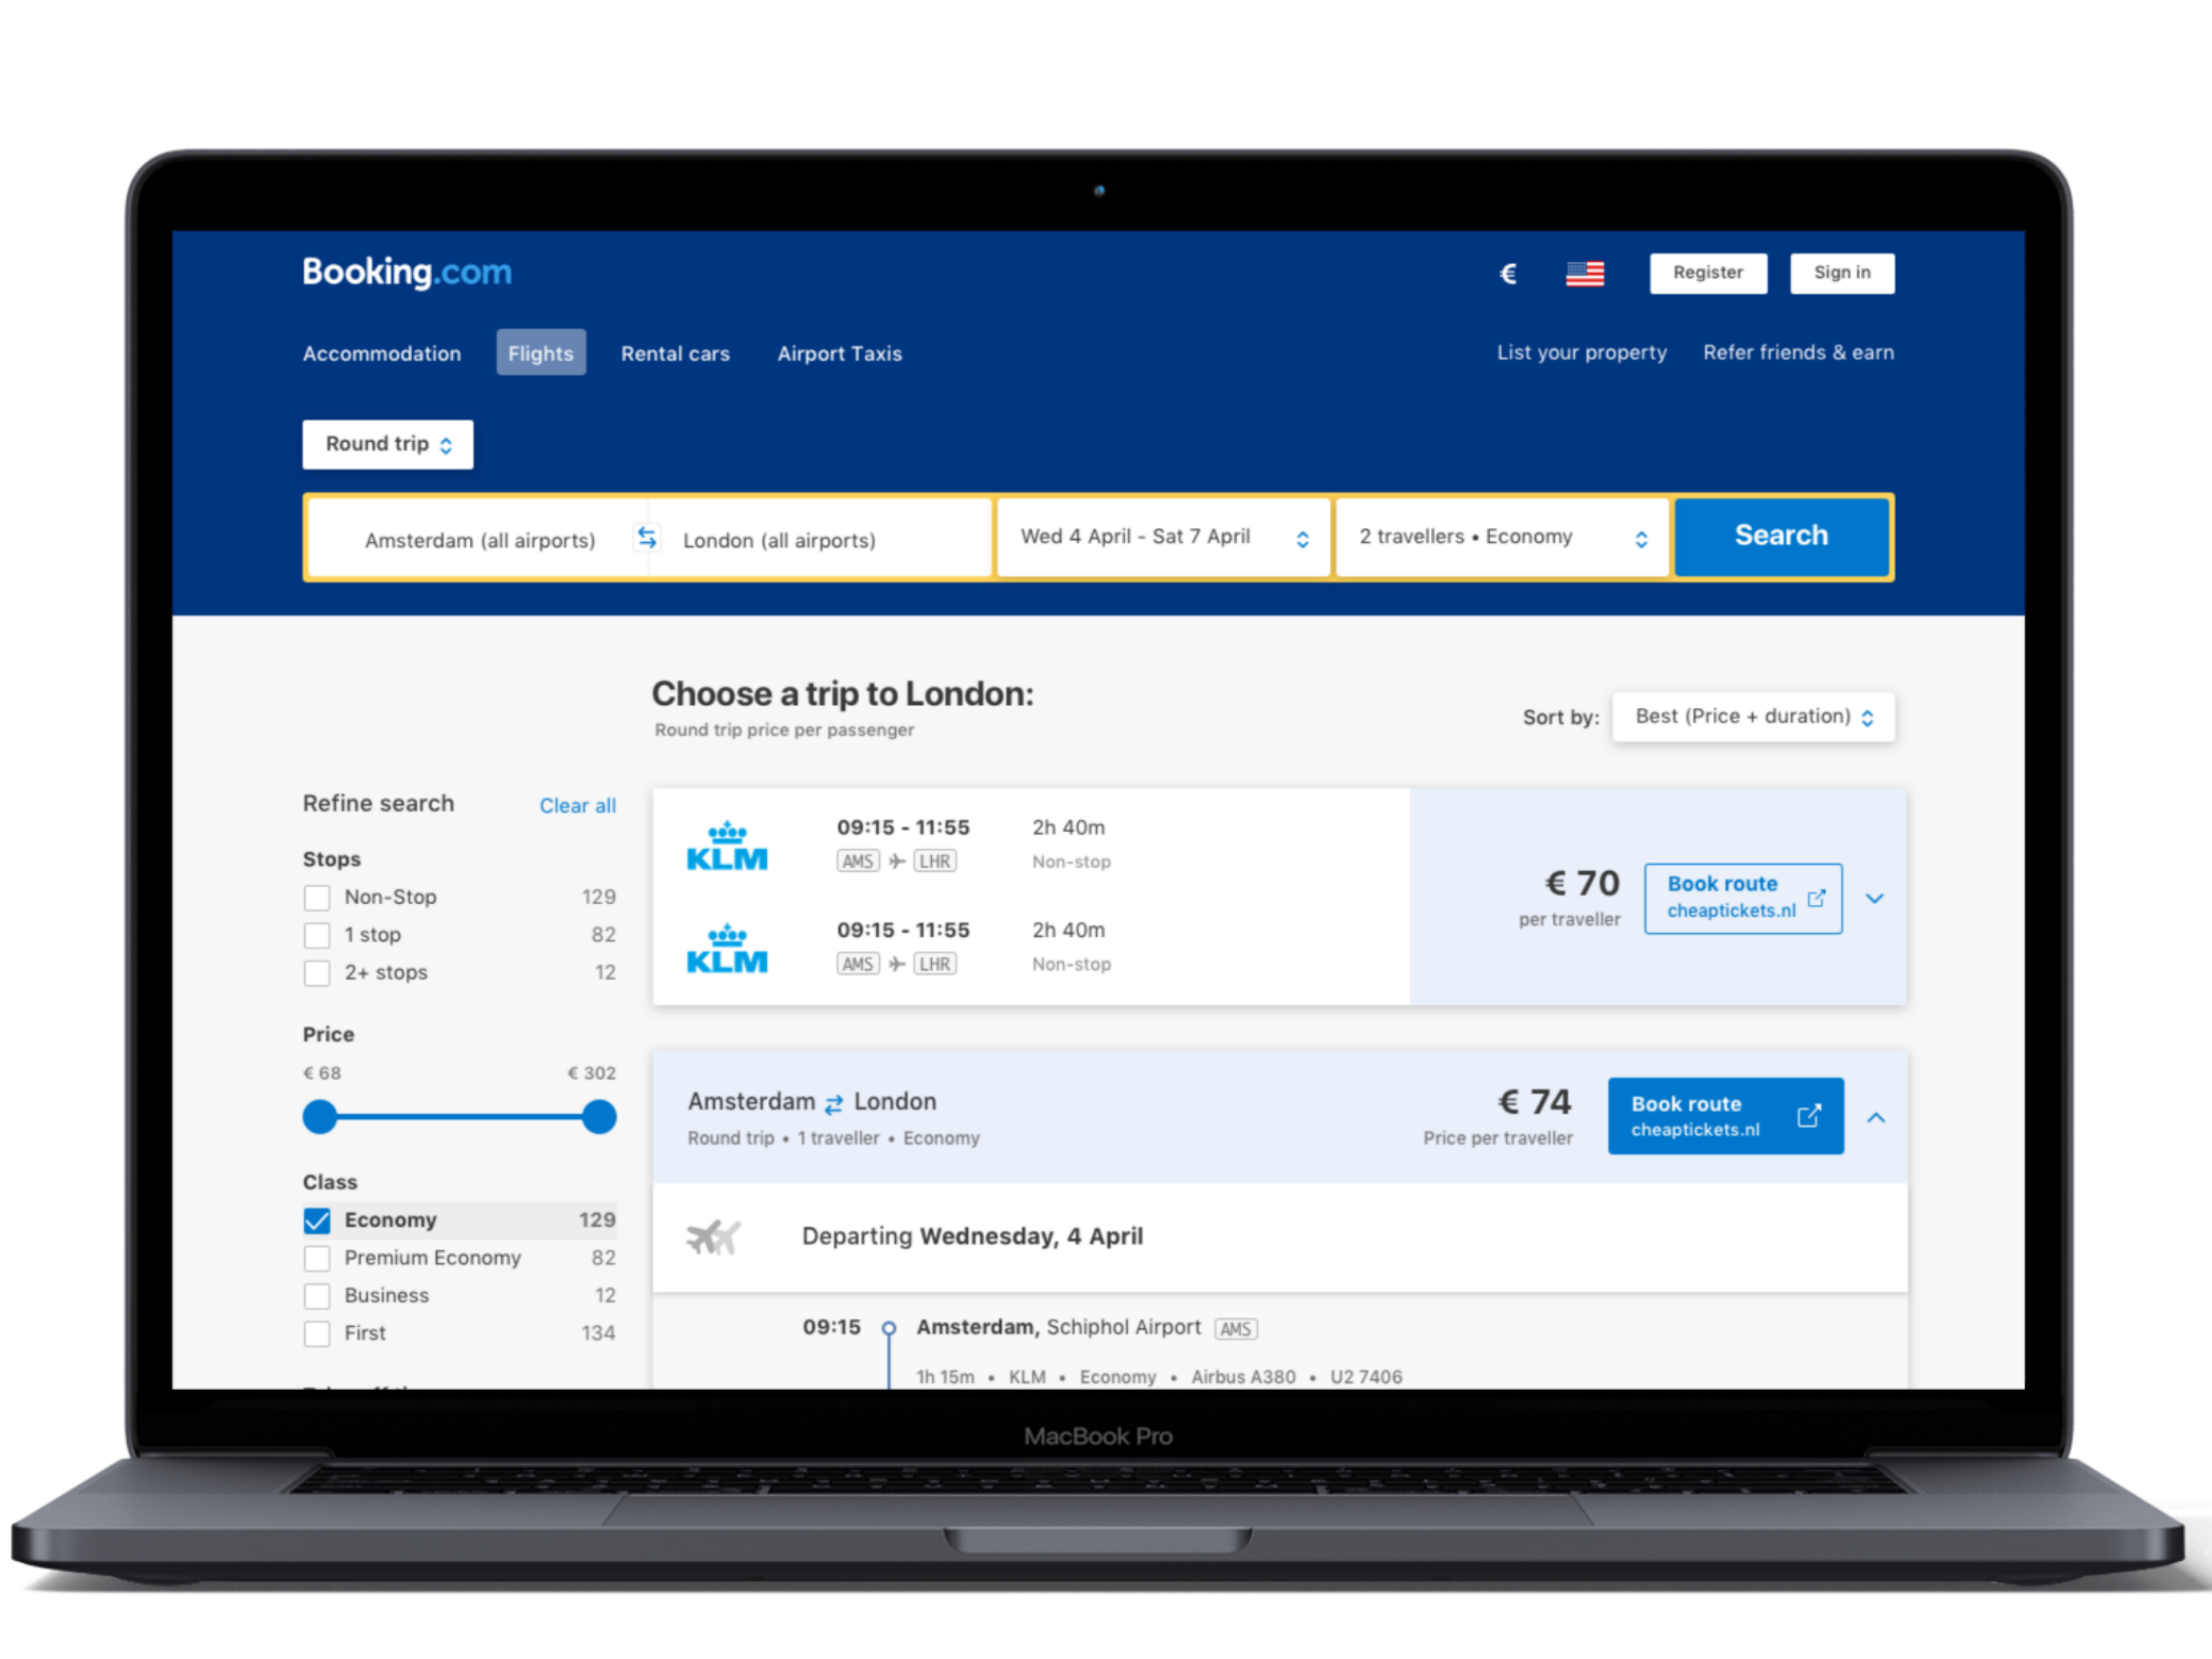 Booking.com
€
Register
Sign in
Accommodation
Flights
Rental cars
Airport Taxis
List your property
Refer friends & earn
Round trip
Amsterdam (all airports)
London (all airports)
Wed 4 April - Sat 7 April
2 travellers • Economy
Search
Choose a trip to London:
Round trip price per passenger
Sort by:
Best (Price + duration)
Refine search
Clear all
Stops
Non-Stop 129
1 stop 82
2+ stops 12
Price
€ 68 € 302
Class
Economy 129
Premium Economy 82
Business 12
First 134
KLM
09:15 - 11:55 2h 40m
AMS LHR Non-stop
KLM
09:15 - 11:55 2h 40m
AMS LHR Non-stop
€ 70
per traveller
Book route
cheaptickets.nl
Amsterdam ⇄ London
Round trip • 1 traveller • Economy
€ 74
Price per traveller
Book route
cheaptickets.nl
Departing Wednesday, 4 April
09:15 Amsterdam, Schiphol Airport AMS
1h 15m • KLM • Economy • Airbus A380 • U2 7406
MacBook Pro